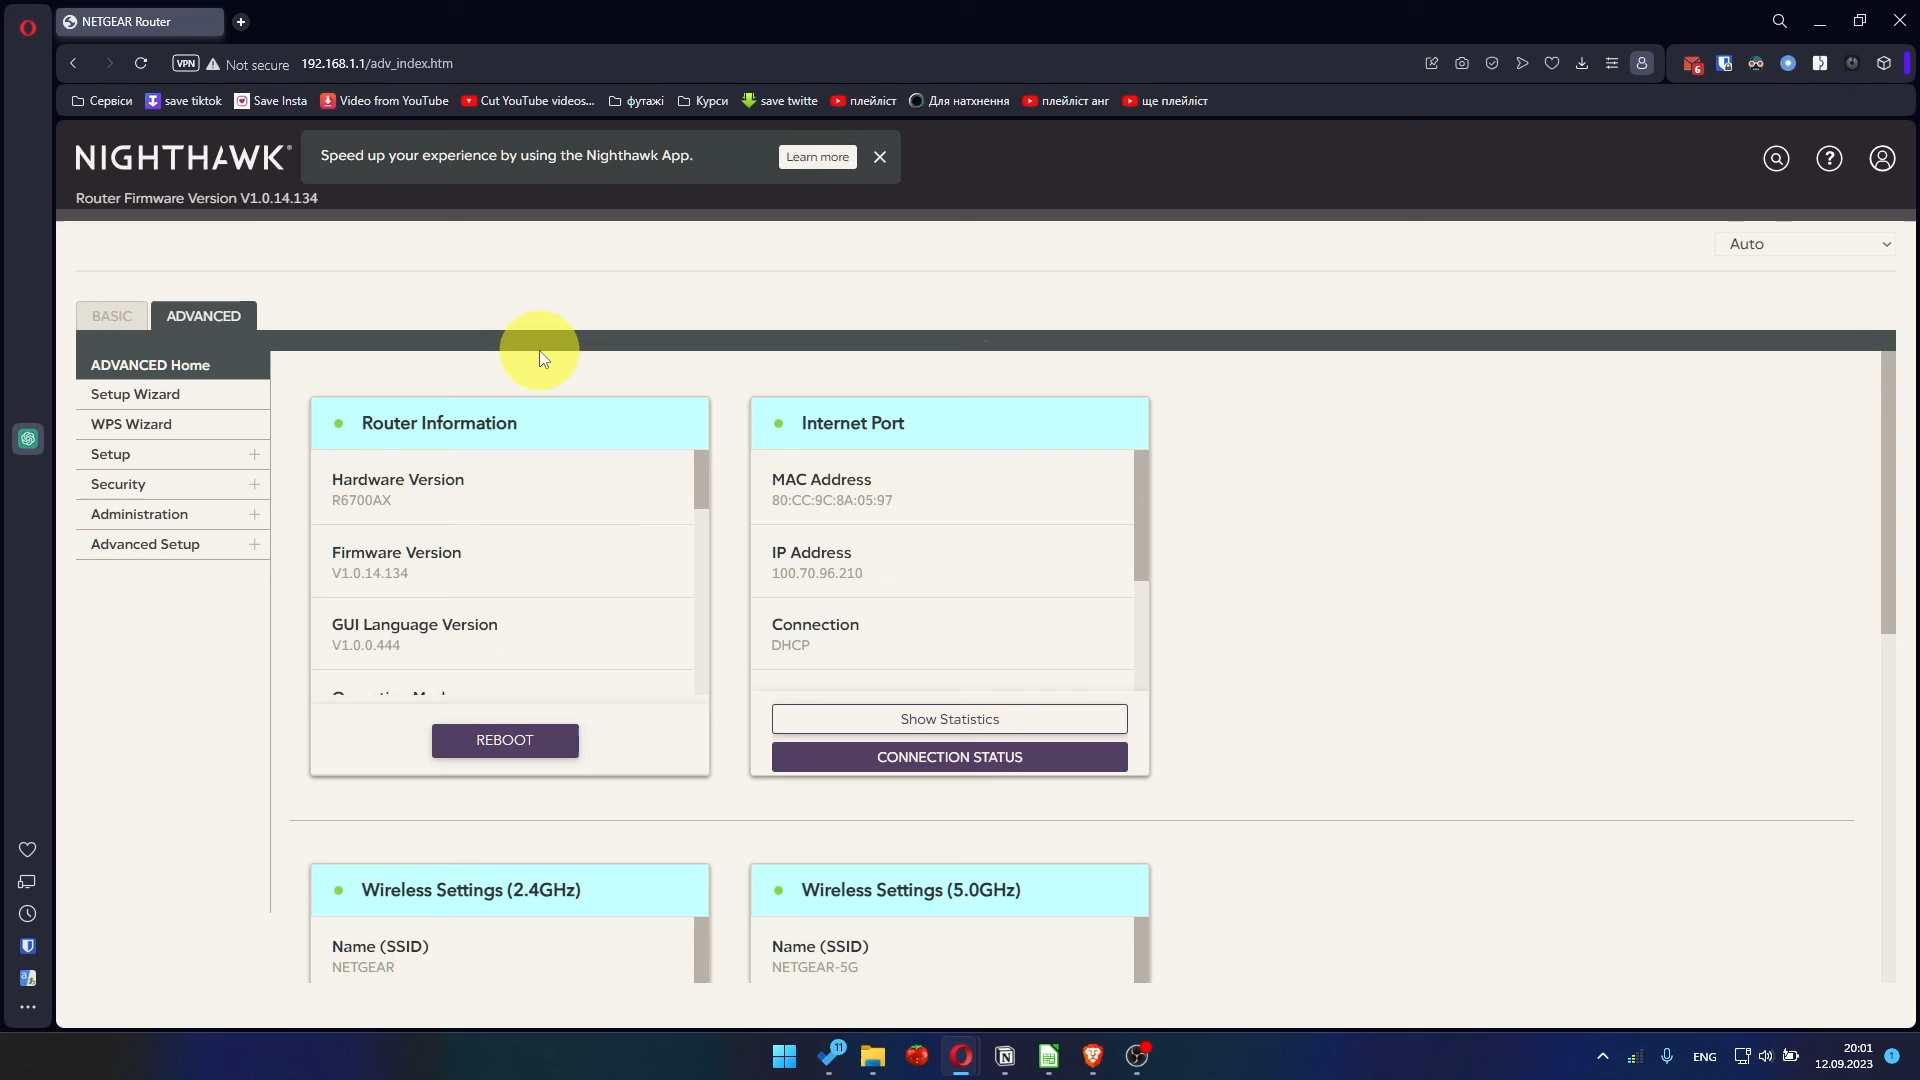 NETGEAR Router
VPN
Not secure
192.168.1.1/adv_index.htm
6
Сервіси
save tiktok
Save Insta
Video from YouTube
Cut YouTube videos...
футажі
Курси
save twitte
плейліст
Для натхнення
плейліст анг
ще плейліст
NIGHTHAWK®
Speed up your experience by using the Nighthawk App.
Learn more
Router Firmware Version V1.0.14.134
Auto
BASIC
ADVANCED
ADVANCED Home
Setup Wizard
WPS Wizard
Setup
Security
Administration
Advanced Setup
Router Information
Hardware Version
R6700AX
Firmware Version
V1.0.14.134
GUI Language Version
V1.0.0.444
REBOOT
Internet Port
MAC Address
80:CC:9C:8A:05:97
IP Address
100.70.96.210
Connection
DHCP
Show Statistics
CONNECTION STATUS
Wireless Settings (2.4GHz)
Name (SSID)
NETGEAR
Wireless Settings (5.0GHz)
Name (SSID)
NETGEAR-5G
11
ENG
20:01
12.09.2023
1